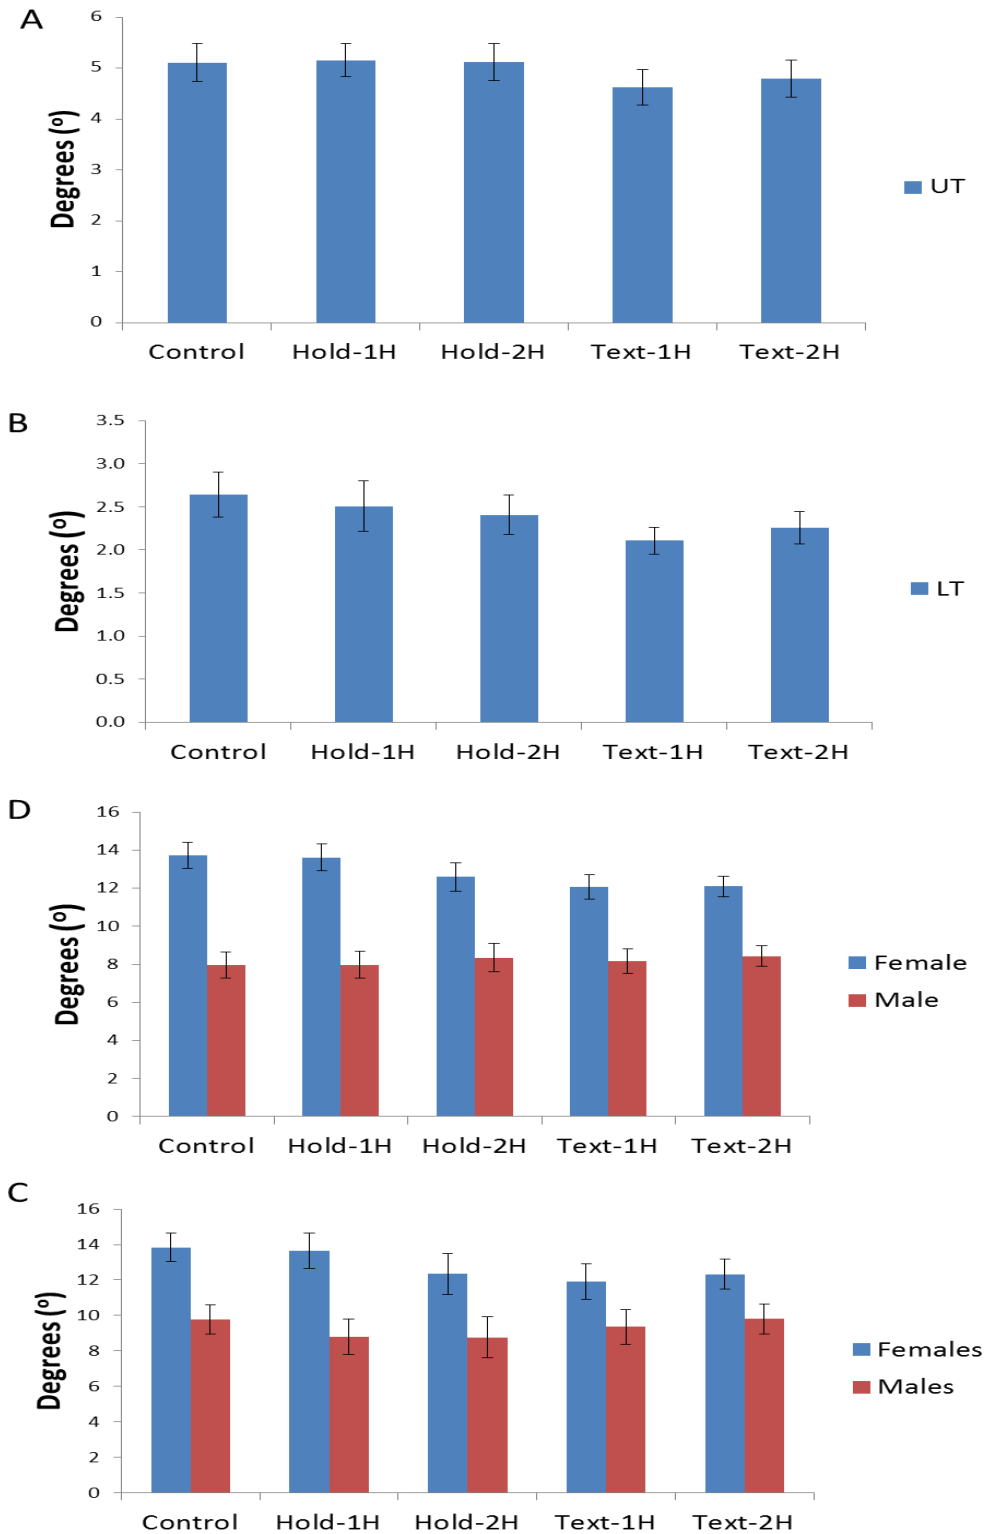 A
6
5
4
3
2
1
0
Degrees (º)
Control Hold-1H Hold-2H Text-1H Text-2H
UT
B
3.5
3.0
2.5
2.0
1.5
1.0
0.5
0.0
Degrees (º)
Control Hold-1H Hold-2H Text-1H Text-2H
LT
D
16
14
12
10
8
6
4
2
0
Degrees (º)
Control Hold-1H Hold-2H Text-1H Text-2H
Female
Male
C
16
14
12
10
8
6
4
2
0
Degrees (º)
Control Hold-1H Hold-2H Text-1H Text-2H
Females
Males